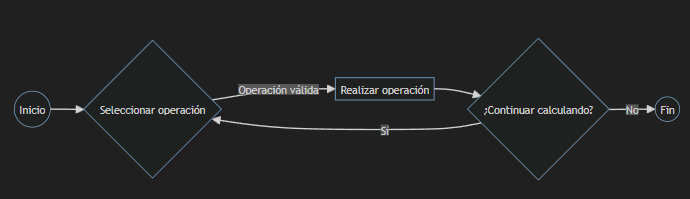 Inicio
Seleccionar operación
Operación válida
Realizar operación
¿Continuar calculando?
Sí
No
Fin